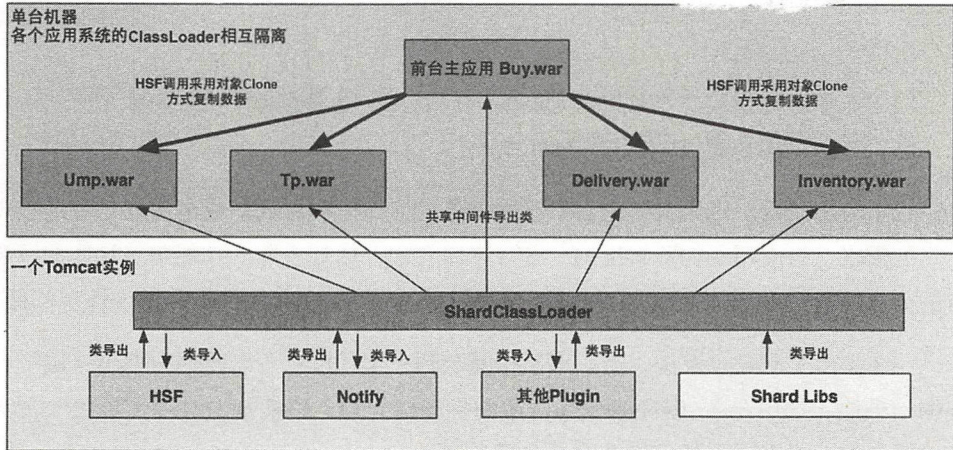 单台机器
各个应用系统的ClassLoader相互隔离
前台主应用 Buy.war
HSF调用采用对象Clone
方式复制数据
HSF调用采用对象Clone
方式复制数据
Ump.war
Tp.war
Delivery.war
Inventory.war
共享中间件导出类
一个Tomcat实例
ShardClassLoader
类导出
类导入
类导出
类导入
类导入
类导出
类导出
HSF
Notify
其他Plugin
Shard Libs